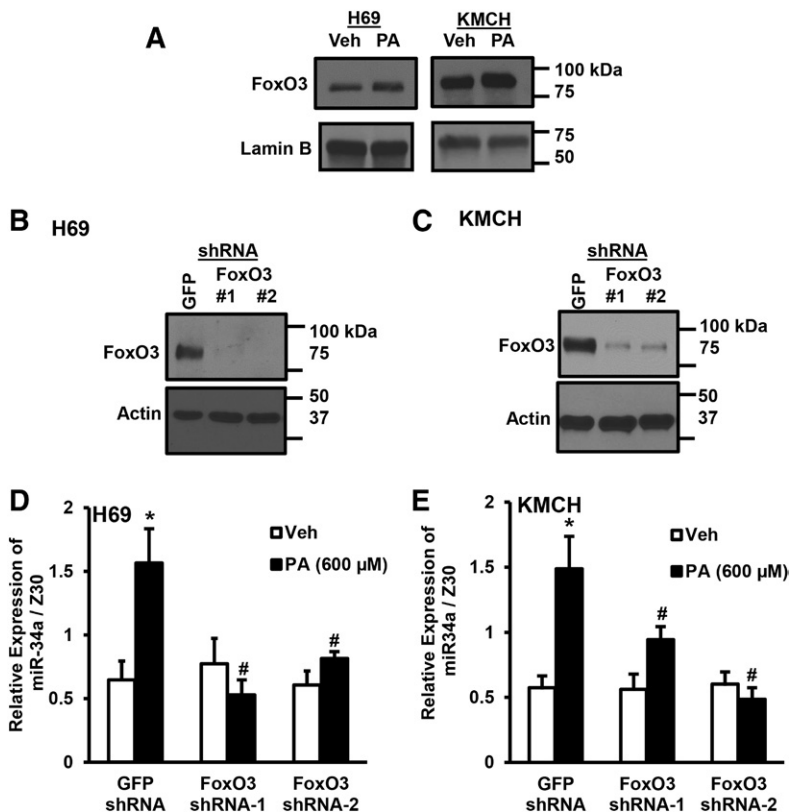 A
H69
KMCH
Veh PA
Veh PA
FoxO3
100 kDa
75
Lamin B
75
50
B
H69
shRNA
FoxO3
GFP
#1 #2
FoxO3
100 kDa
75
Actin
50
37
C
KMCH
shRNA
FoxO3
GFP
#1 #2
FoxO3
100 kDa
75
Actin
50
37
D
H69
Relative Expression of
miR-34a / Z30
2
1.5
1
0.5
0
*
#
#
Veh
PA (600 µM)
GFP
shRNA
FoxO3
shRNA-1
FoxO3
shRNA-2
E
KMCH
Relative Expression of
miR34a / Z30
2
1.5
1
0.5
0
*
#
#
Veh
PA (600 µM)
GFP
shRNA
FoxO3
shRNA-1
FoxO3
shRNA-2